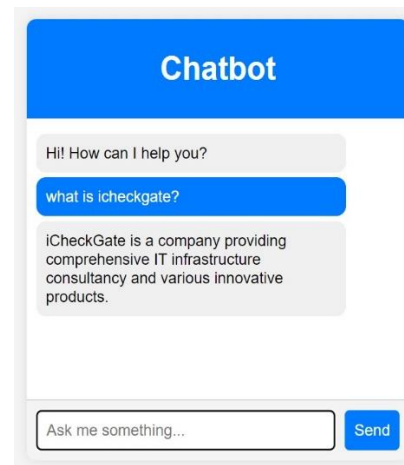 Chatbot
Hi! How can I help you?
what is icheckgate?
iCheckGate is a company providing
comprehensive IT infrastructure
consultancy and various innovative
products.
Ask me something...
Send